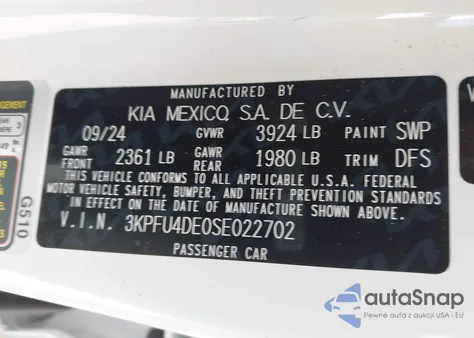 MANUFACTURED BY
KIA MEXICO, S.A. DE C.V.
09/24 GVWR 3924 LB PAINT SWP
GAWR FRONT 2361 LB GAWR REAR 1980 LB TRIM DFS
THIS VEHICLE CONFORMS TO ALL APPLICABLE U.S.A. FEDERAL
MOTOR VEHICLE SAFETY, BUMPER, AND THEFT PREVENTION STANDARDS
IN EFFECT ON THE DATE OF MANUFACTURE SHOWN ABOVE.
V.I.N. 3KPFU4DE0SE022702
PASSENGER CAR
G510
autoSnap
Pewne auta z dostępem z USA i EU